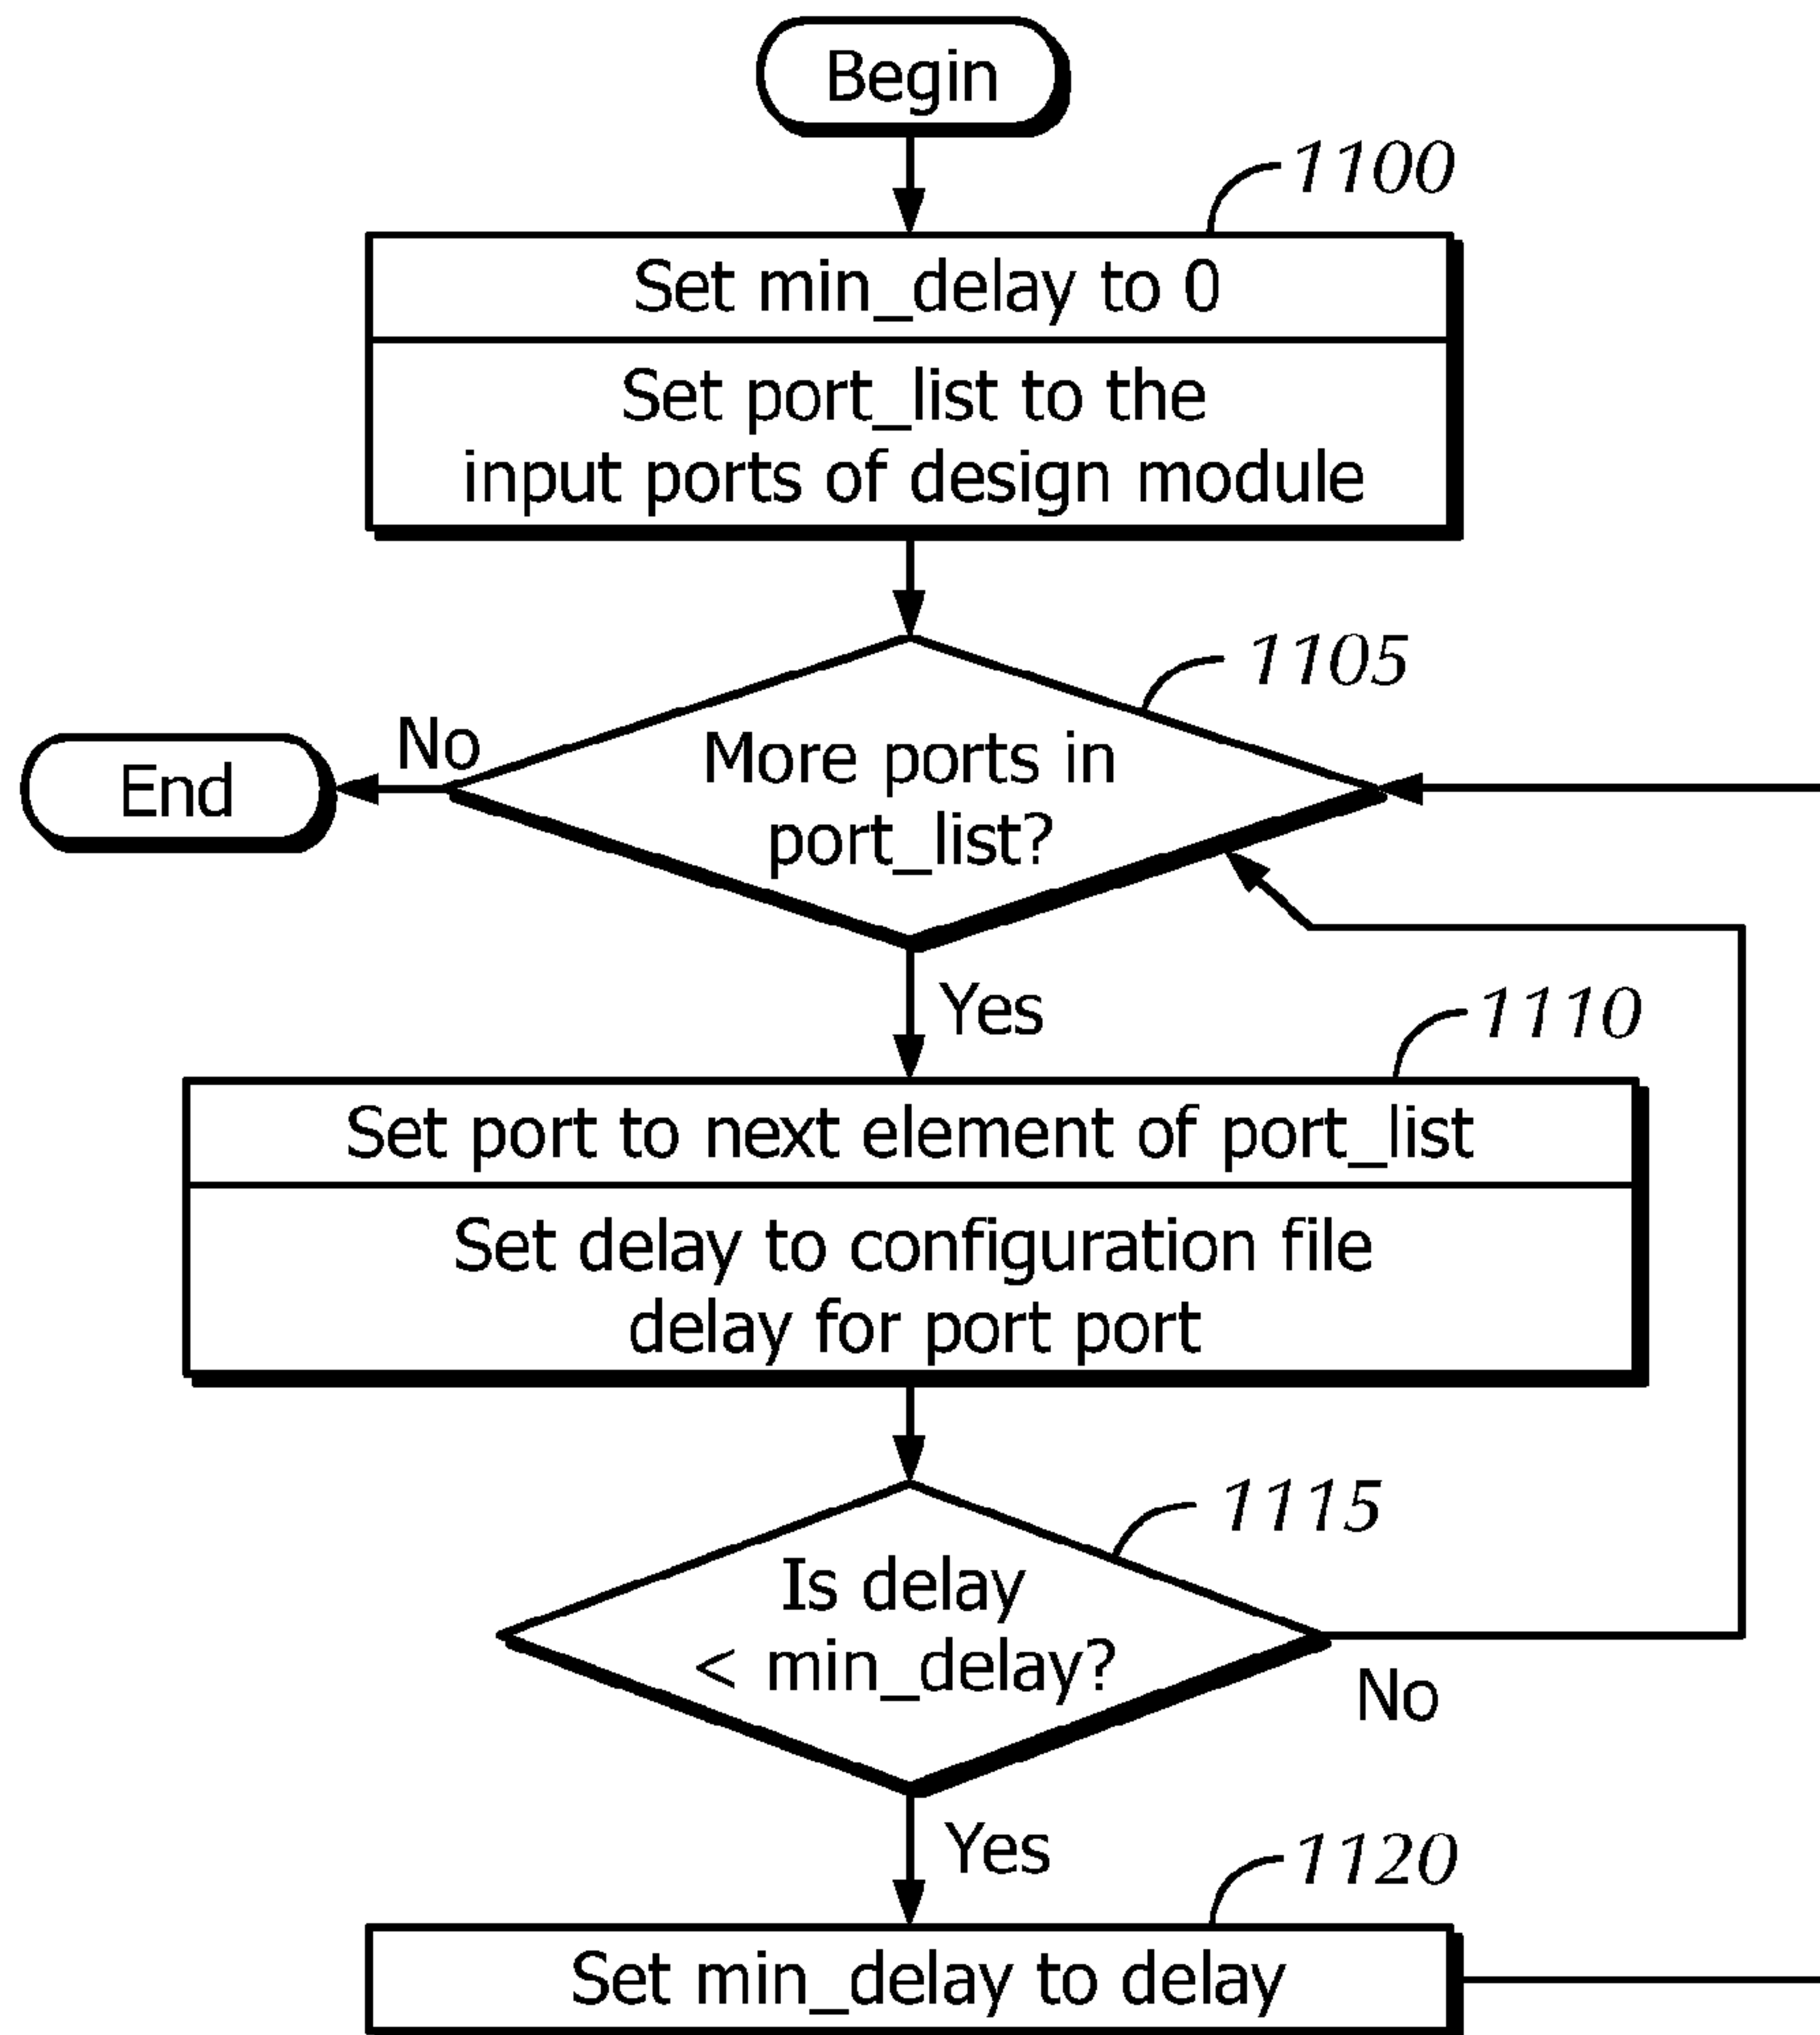 Begin
1100
Set min_delay to 0
Set port_list to the
input ports of design module
1105
No
More ports in
port_list?
End
Yes
1110
Set port to next element of port_list
Set delay to configuration file
delay for port port
1115
Is delay
< min_delay?
No
Yes
1120
Set min_delay to delay